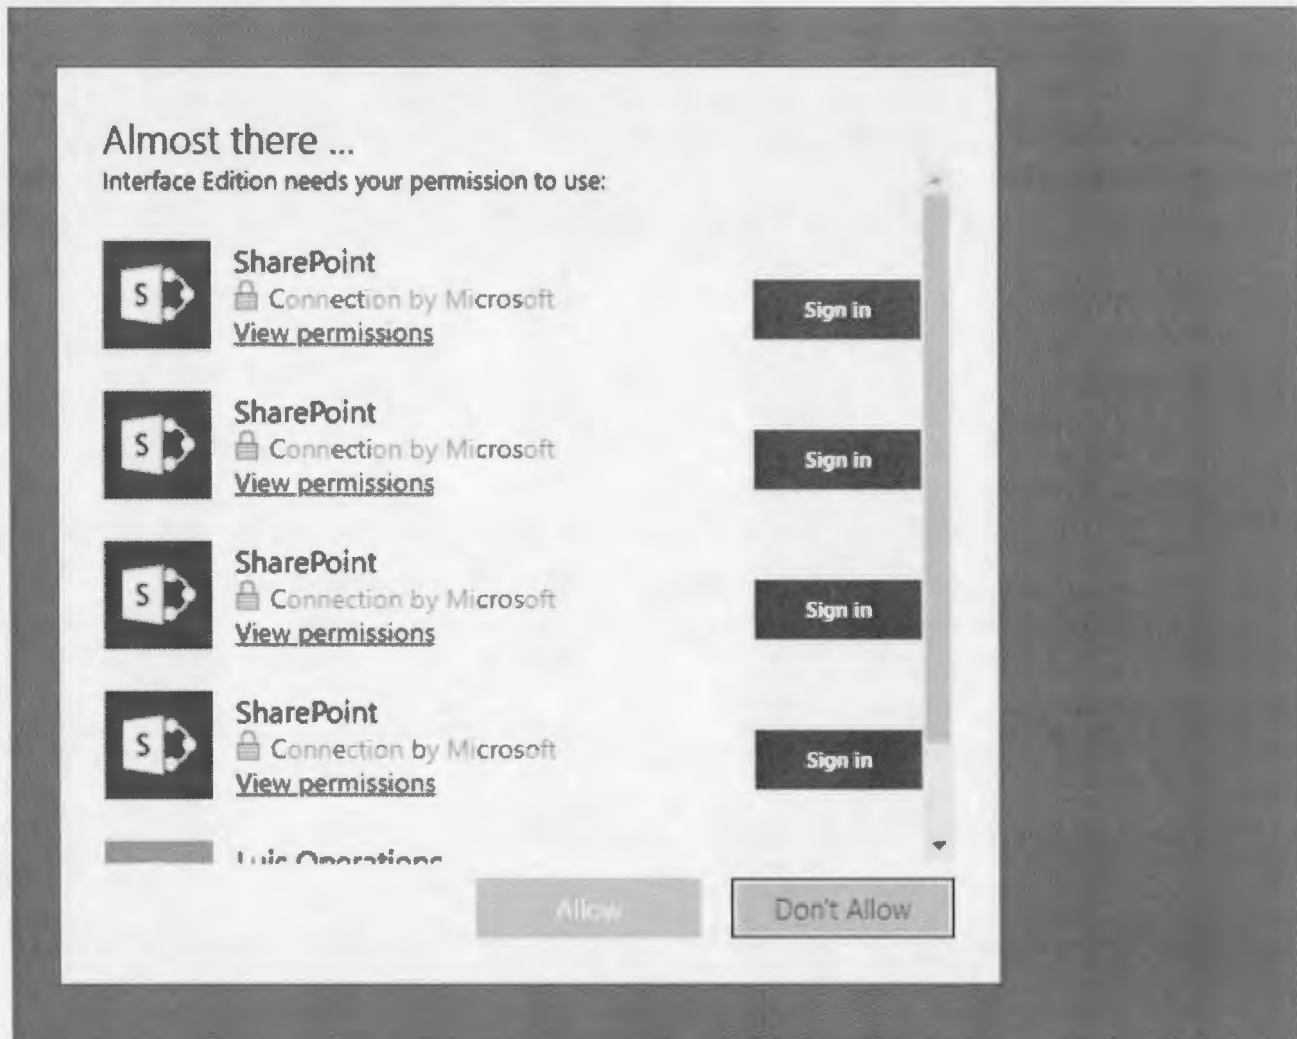 Almost there ...
Interface Edition needs your permission to use:
S
SharePoint
Connection by Microsoft
View permissions
Sign in
S
SharePoint
Connection by Microsoft
View permissions
Sign in
S
SharePoint
Connection by Microsoft
View permissions
Sign in
S
SharePoint
Connection by Microsoft
View permissions
Sign in
Luis Operations
Allow
Don't Allow